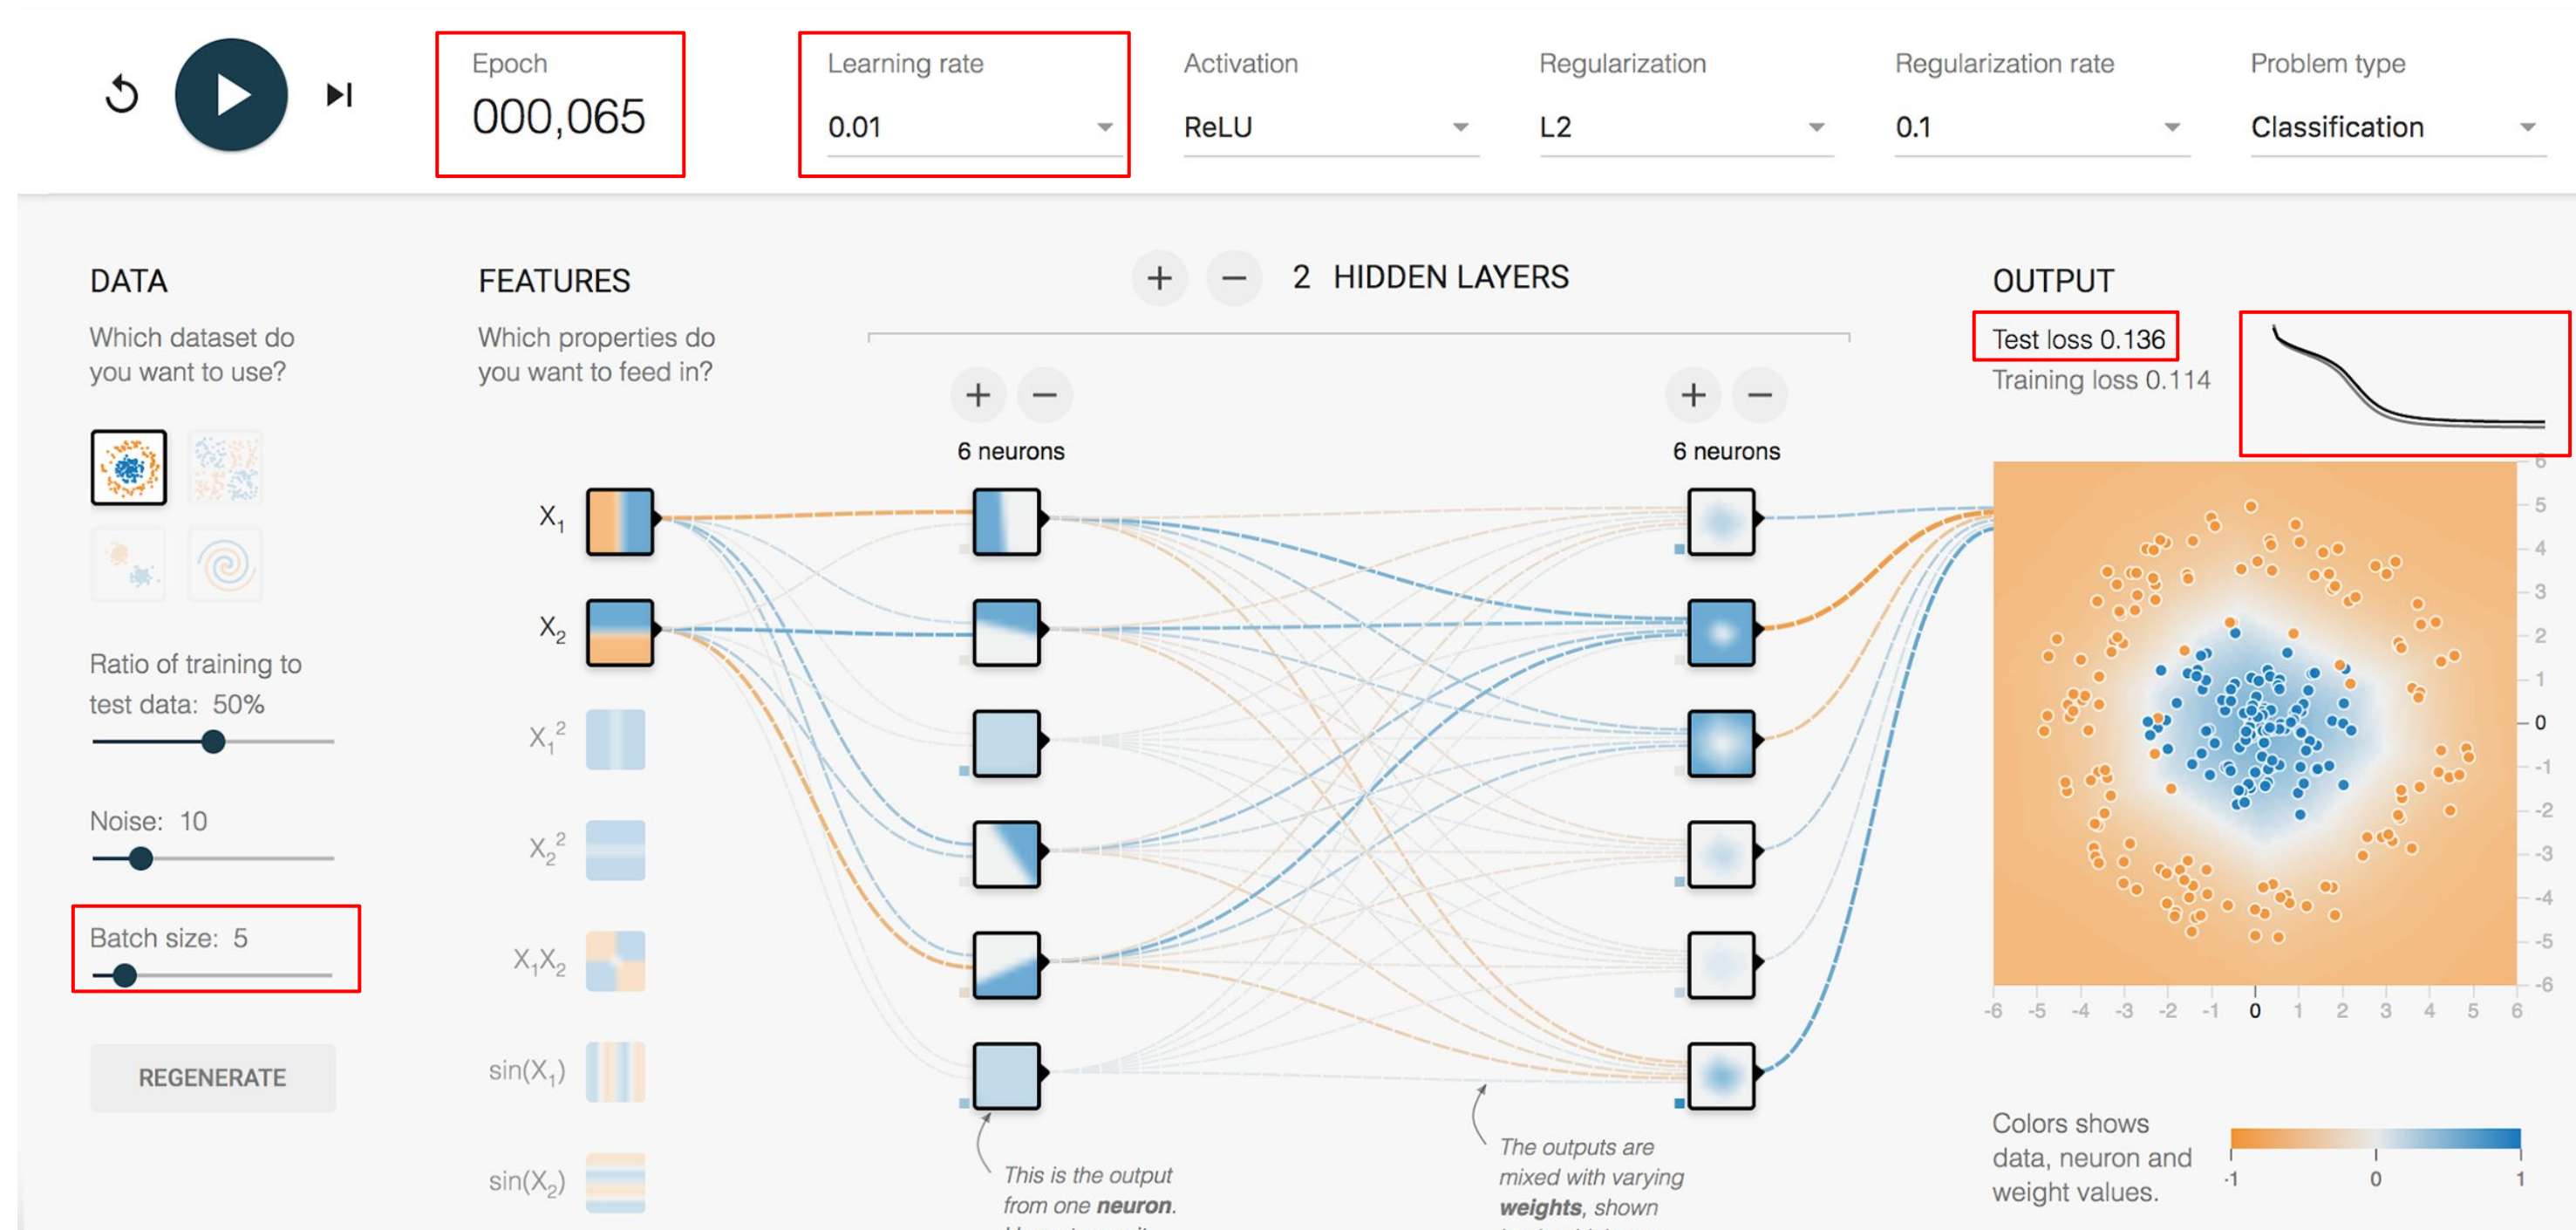 Epoch
000,065
Learning rate
0.01
Activation
ReLU
Regularization
L2
Regularization rate
0.1
Problem type
Classification
DATA
Which dataset do
you want to use?
Ratio of training to
test data: 50%
Noise: 10
Batch size: 5
REGENERATE
FEATURES
Which properties do
you want to feed in?
X1
X2
X1²
X2²
X1X2
sin(X1)
sin(X2)
+ − 2 HIDDEN LAYERS
+ −
6 neurons
+ −
6 neurons
This is the output
from one neuron.
The outputs are
mixed with varying
weights, shown
OUTPUT
Test loss 0.136
Training loss 0.114
6
5
4
3
2
1
0
-1
-2
-3
-4
-5
-6
-6 -5 -4 -3 -2 -1 0 1 2 3 4 5 6
Colors shows
data, neuron and
weight values.
-1 0 1